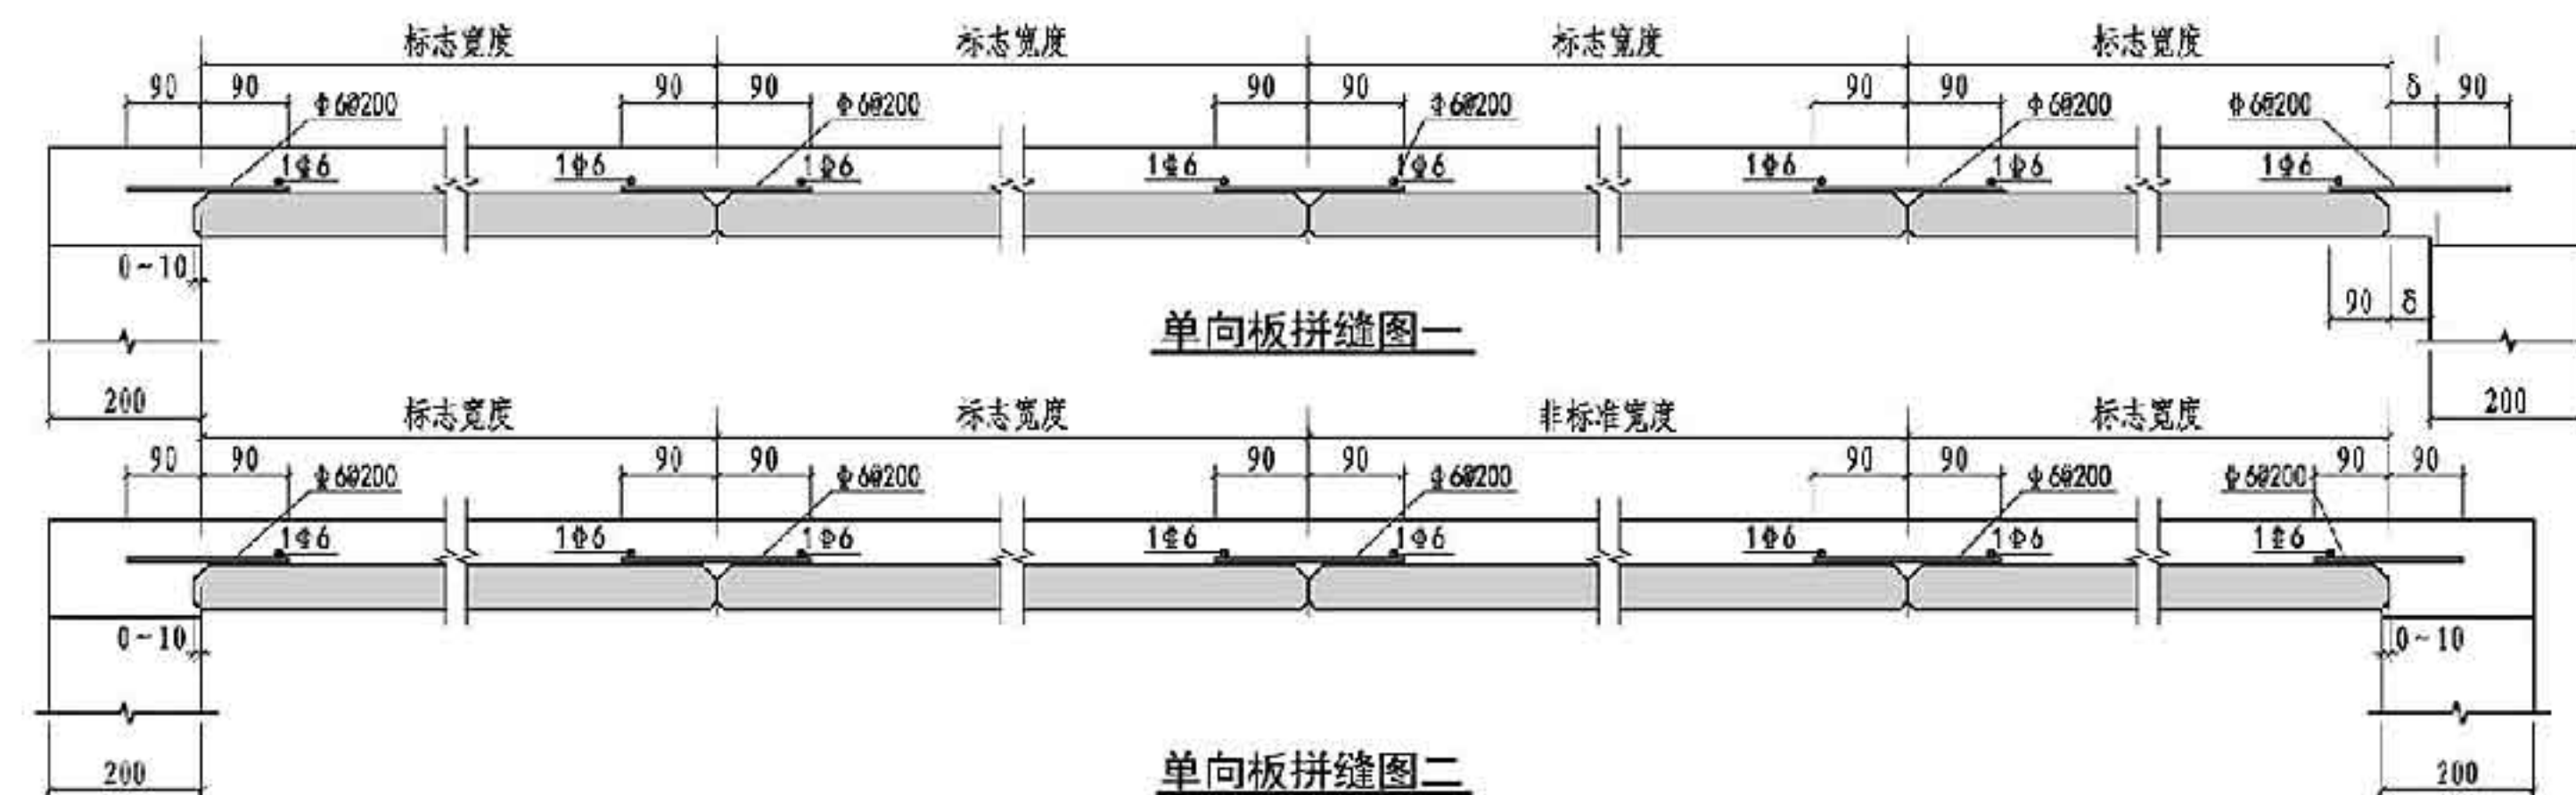 标志宽度 标志宽度 标志宽度 标志宽度
90 90 90 90 90 90 90 90 δ 90
Φ6@200 Φ6@200 Φ6@200 Φ6@200 Φ6@200
1Φ6 1Φ6 1Φ6 1Φ6 1Φ6 1Φ6 1Φ6 1Φ6
0~10
90 δ
单向板拼缝图一
200 200
标志宽度 标志宽度 非标准宽度 标志宽度
90 90 90 90 90 90 90 90 90 90
Φ6@200 Φ6@200 Φ6@200 Φ6@200 Φ6@200
1Φ6 1Φ6 1Φ6 1Φ6 1Φ6 1Φ6 1Φ6 1Φ6
0~10 0~10
单向板拼缝图二
200 200